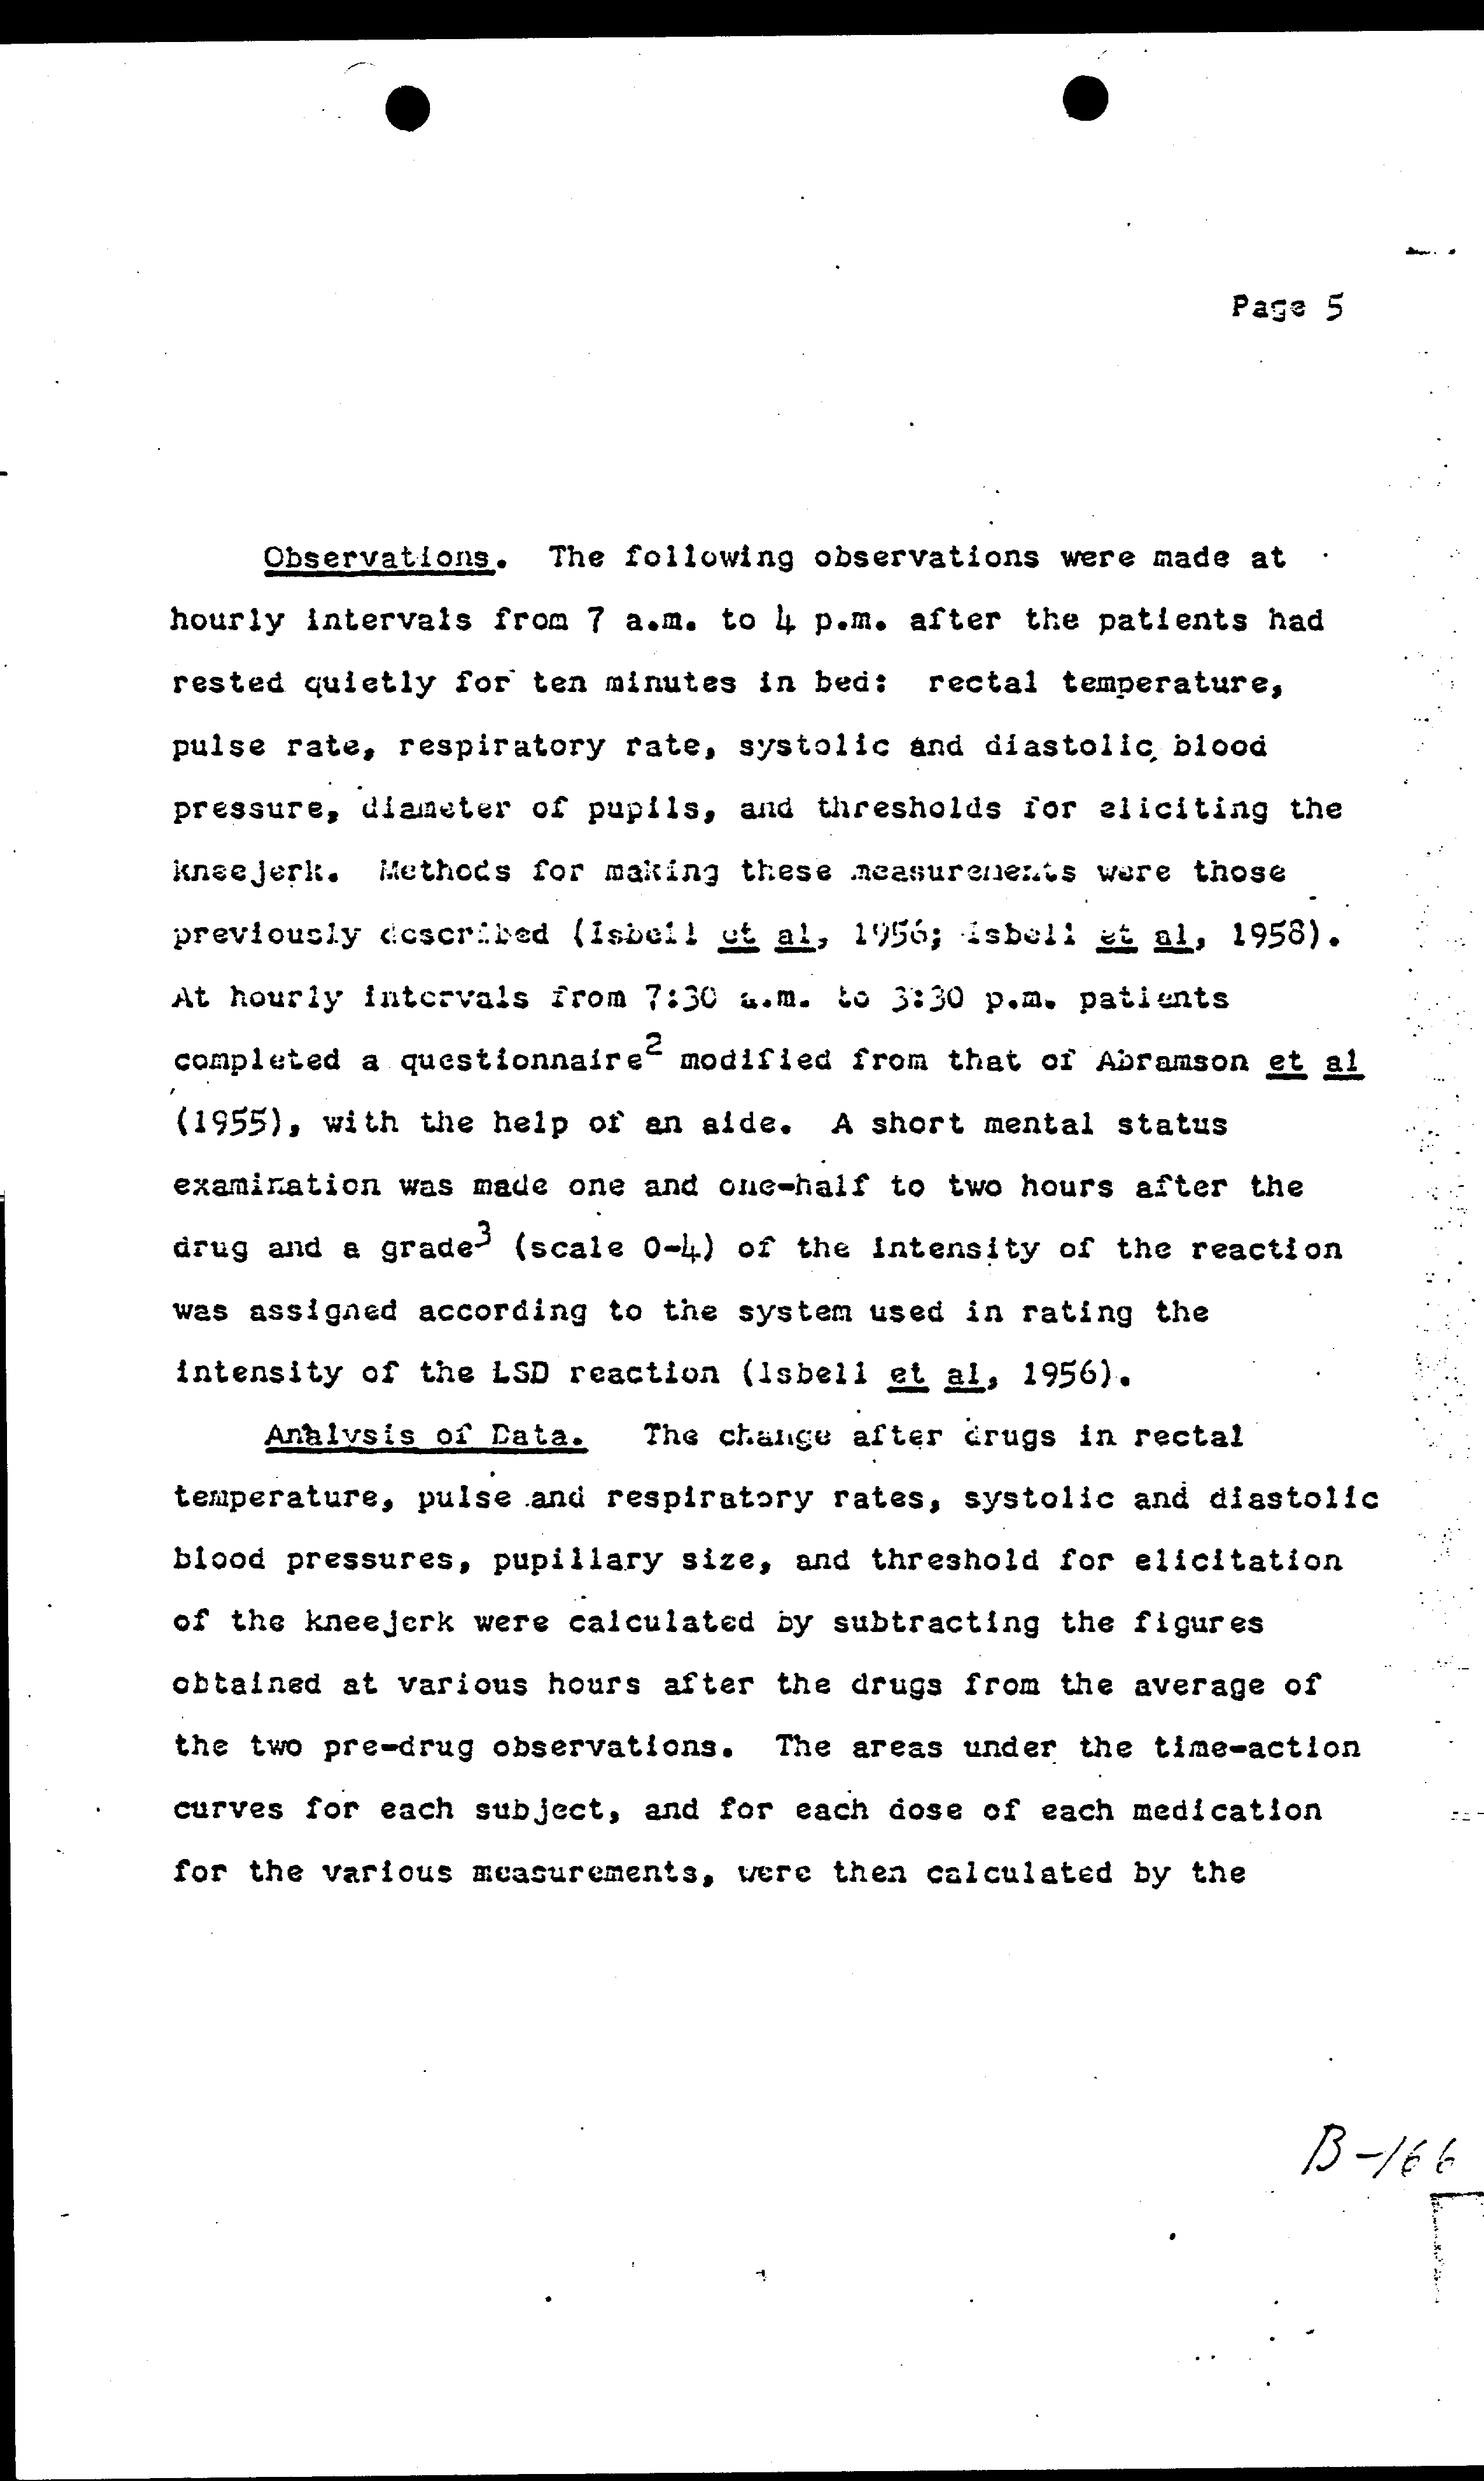 Page 5
Observations. The following observations were made at
hourly intervals from 7 a.m. to 4 p.m. after the patients had
rested quietly for ten minutes in bed: rectal temperature,
pulse rate, respiratory rate, systolic and diastolic blood
pressure, diameter of pupils, and thresholds for eliciting the
kneejerk. Methods for making these measurements were those
previously described (Isbell et al, 1956; Isbell et al, 1958).
At hourly intervals from 7:30 a.m. to 3:30 p.m. patients
completed a questionnaire² modified from that of Abramson et al
(1955), with the help of an aide. A short mental status
examination was made one and one-half to two hours after the
drug and a grade³ (scale 0-4) of the intensity of the reaction
was assigned according to the system used in rating the
intensity of the LSD reaction (Isbell et al, 1956).
Analysis of Data. The change after drugs in rectal
temperature, pulse and respiratory rates, systolic and diastolic
blood pressures, pupillary size, and threshold for elicitation
of the kneejerk were calculated by subtracting the figures
obtained at various hours after the drugs from the average of
the two pre-drug observations. The areas under the time-action
curves for each subject, and for each dose of each medication
for the various measurements, were then calculated by the
B-166